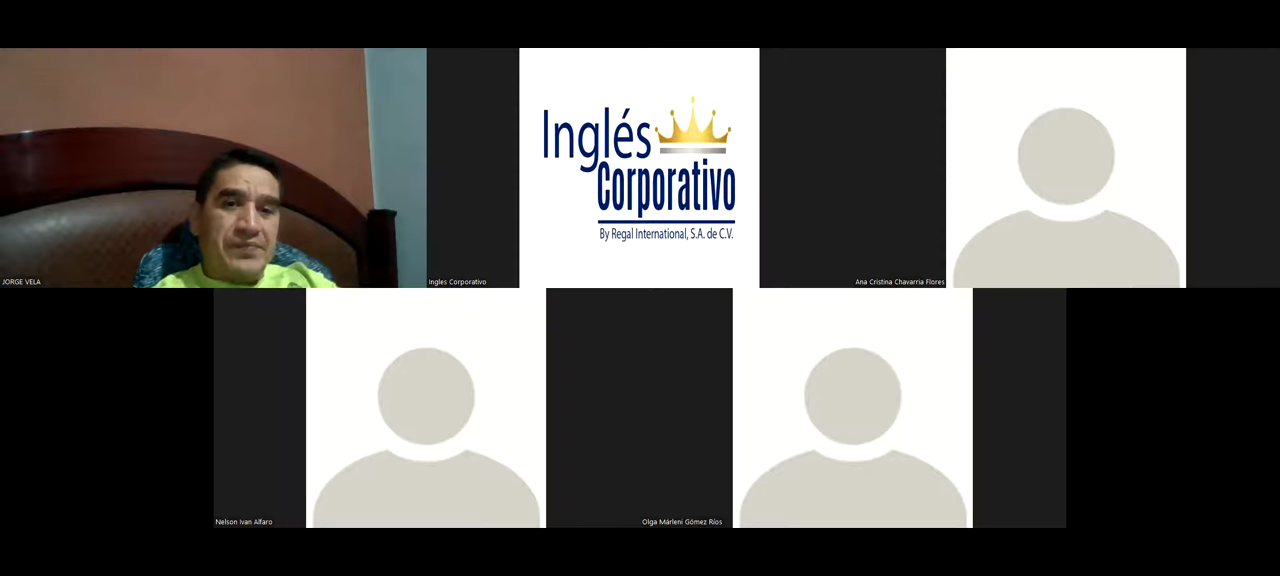 Inglés
Corporativo
By Regal International, S.A. de C.V.
JORGE VELA
Ingles Corporativo
Ana Cristina Chavarria Flores
Nelson Ivan Alfaro
Olga Márleni Gómez Ríos